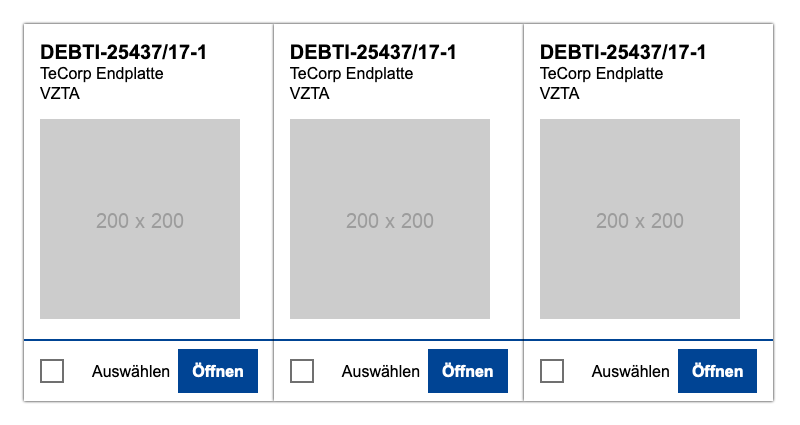 DEBTI-25437/17-1
TeCorp Endplatte
VZTA
200 x 200
Auswählen Öffnen
DEBTI-25437/17-1
TeCorp Endplatte
VZTA
200 x 200
Auswählen Öffnen
DEBTI-25437/17-1
TeCorp Endplatte
VZTA
200 x 200
Auswählen Öffnen